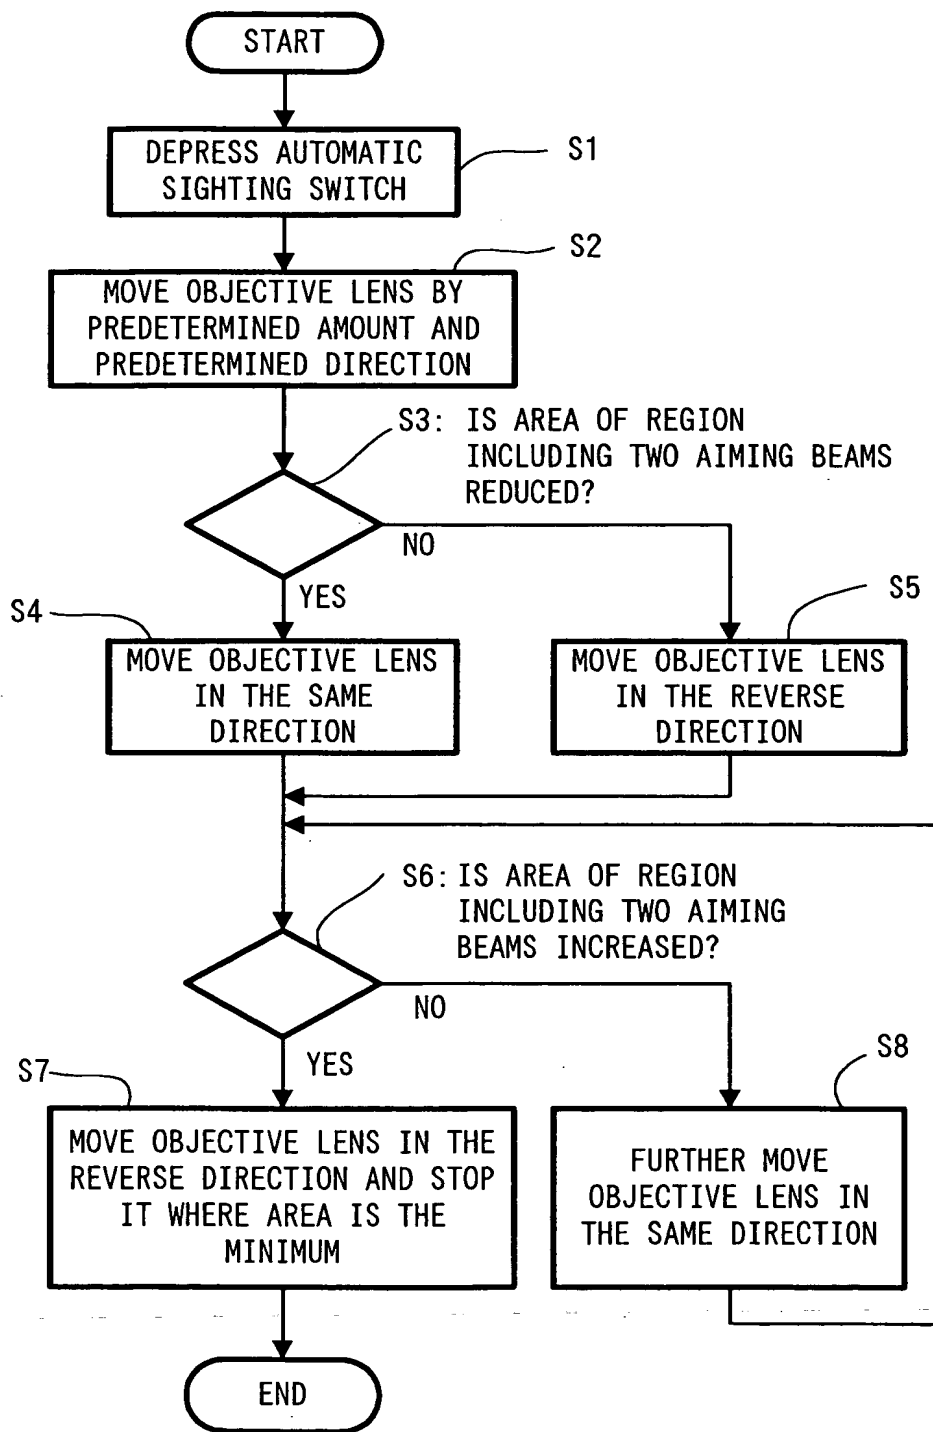 START
DEPRESS AUTOMATIC
SIGHTING SWITCH
S1
S2
MOVE OBJECTIVE LENS BY
PREDETERMINED AMOUNT AND
PREDETERMINED DIRECTION
S3: IS AREA OF REGION
INCLUDING TWO AIMING BEAMS
REDUCED?
NO
YES
S4
S5
MOVE OBJECTIVE LENS
IN THE SAME
DIRECTION
MOVE OBJECTIVE LENS
IN THE REVERSE
DIRECTION
S6: IS AREA OF REGION
INCLUDING TWO AIMING
BEAMS INCREASED?
NO
YES
S7
S8
MOVE OBJECTIVE LENS IN THE
REVERSE DIRECTION AND STOP
IT WHERE AREA IS THE
MINIMUM
FURTHER MOVE
OBJECTIVE LENS IN
THE SAME DIRECTION
END